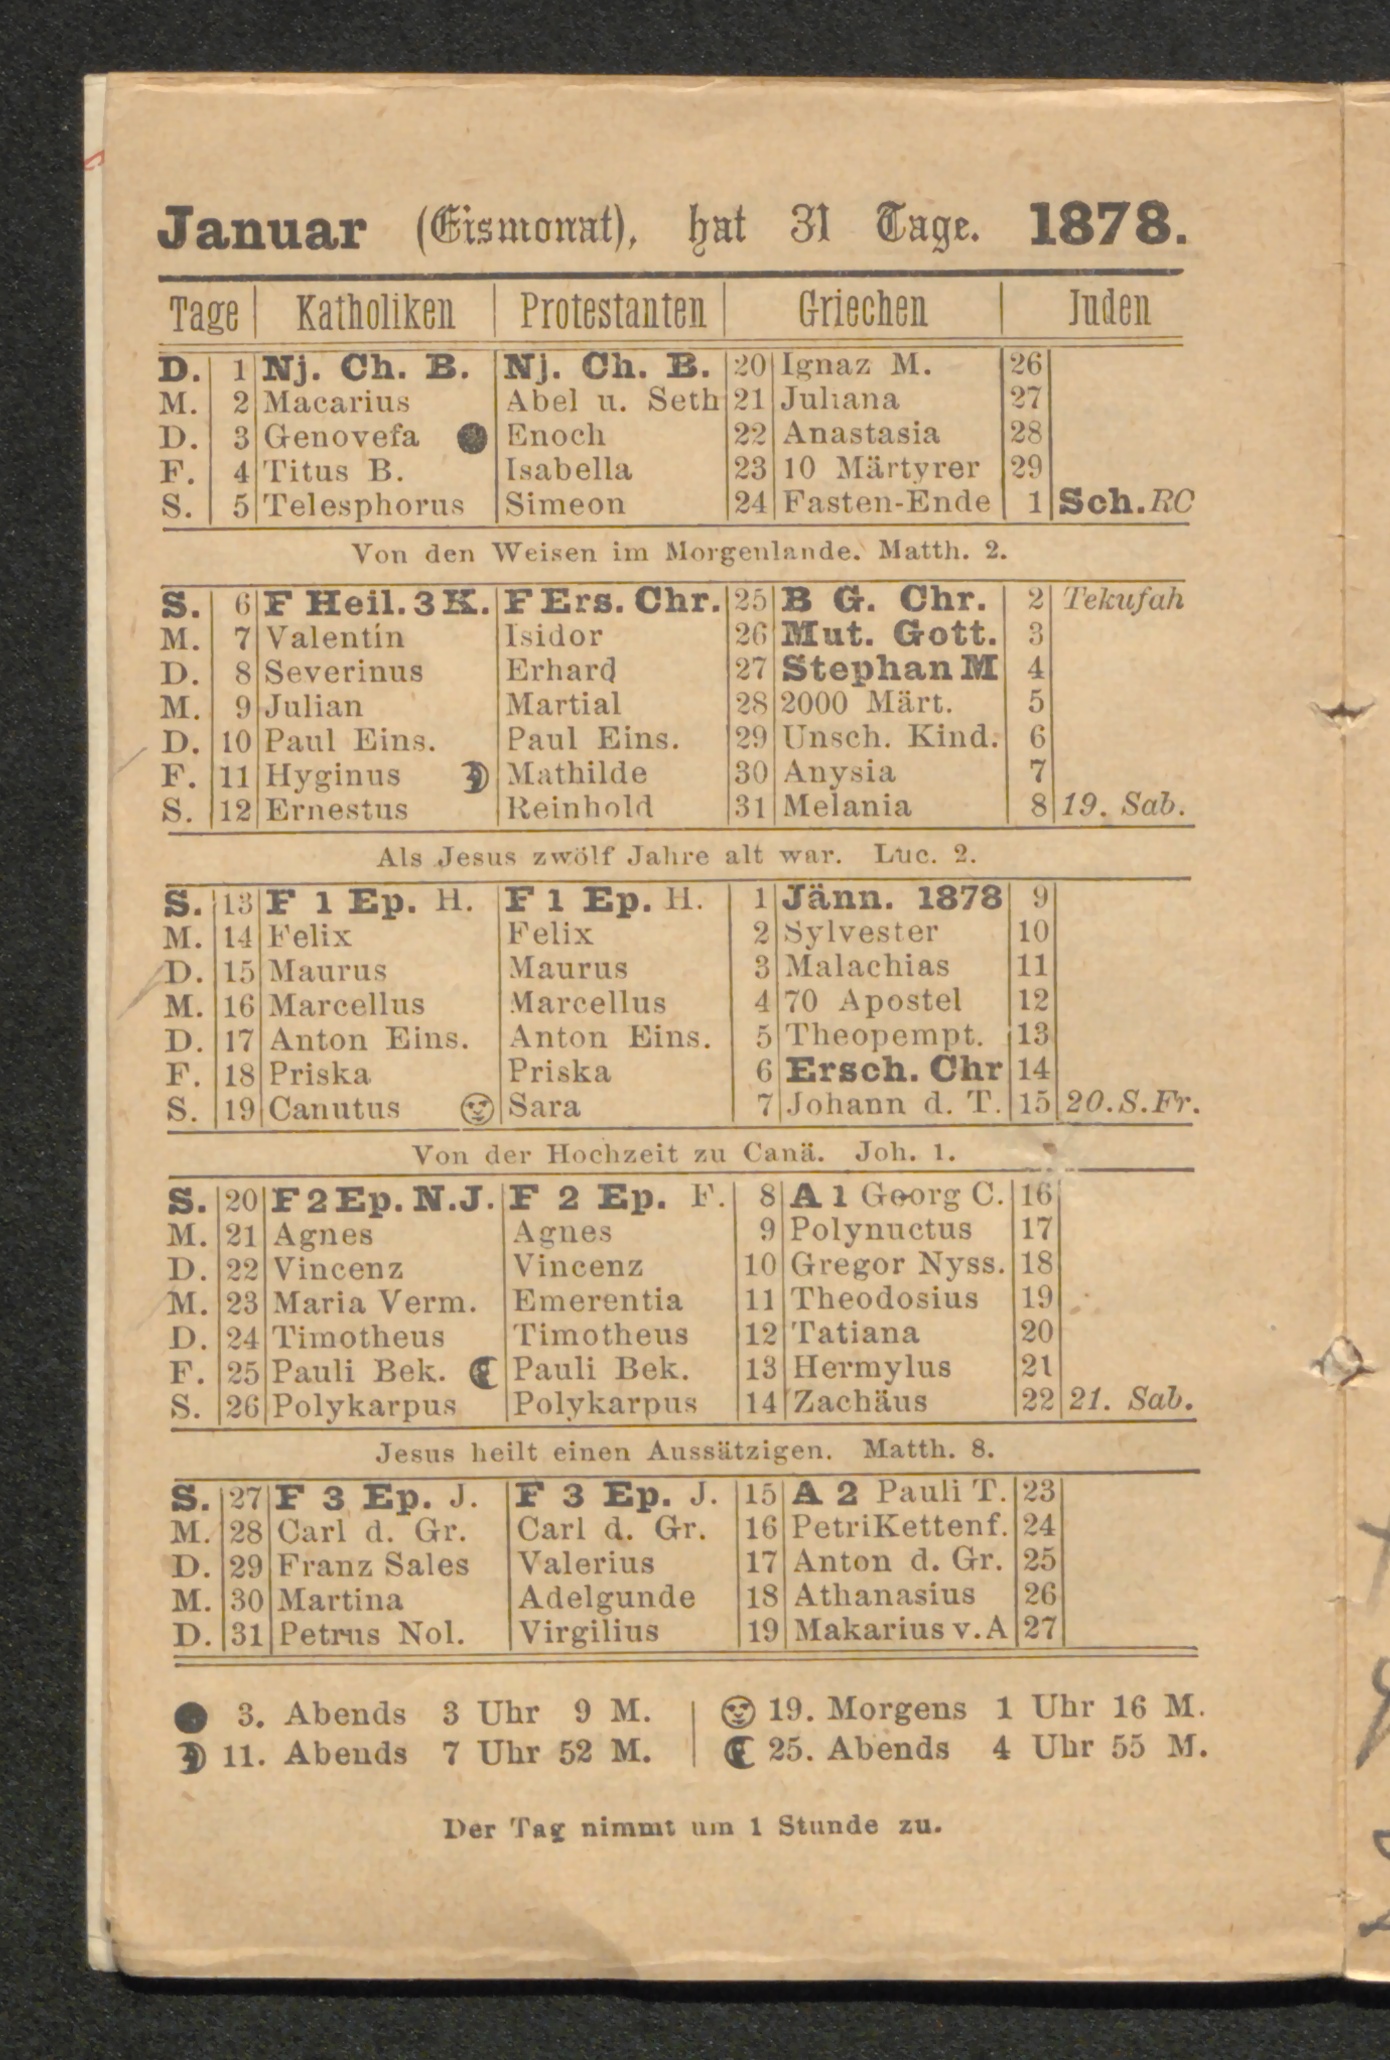 Januar (Eismonat), hat 31 Tage. 1878.
Tage Katholiken Protestanten Griechen Juden
D. 1 Nj. Ch. B. Nj. Ch. B. 20 Ignaz M. 26
M. 2 Macarius Abel u. Seth 21 Juliana 27
D. 3 Genovefa Enoch 22 Anastasia 28
F. 4 Titus B. Isabella 23 10 Märtyrer 29
S. 5 Telesphorus Simeon 24 Fasten-Ende 1 Sch. RC
Von den Weisen im Morgenlande. Matth. 2.
S. 6 F Heil. 3 K. F Ers. Chr. 25 B G. Chr. 2 Tekufah
M. 7 Valentin Isidor 26 Mut. Gott. 3
D. 8 Severinus Erhard 27 Stephan M 4
M. 9 Julian Martial 28 2000 Märt. 5
D. 10 Paul Eins. Paul Eins. 29 Unsch. Kind. 6
F. 11 Hyginus Mathilde 30 Anysia 7
S. 12 Ernestus Reinhold 31 Melania 8 19. Sab.
Als Jesus zwölf Jahre alt war. Luc. 2.
S. 13 F 1 Ep. H. F 1 Ep. H. 1 Jänn. 1878 9
M. 14 Felix Felix 2 Sylvester 10
D. 15 Maurus Maurus 3 Malachias 11
M. 16 Marcellus Marcellus 4 70 Apostel 12
D. 17 Anton Eins. Anton Eins. 5 Theopempt. 13
F. 18 Priska Priska 6 Ersch. Chr 14
S. 19 Canutus Sara 7 Johann d. T. 15 20. S. Fr.
Von der Hochzeit zu Canä. Joh. 1.
S. 20 F 2 Ep. N. J. F 2 Ep. F. 8 A 1 Georg C. 16
M. 21 Agnes Agnes 9 Polynuctus 17
D. 22 Vincenz Vincenz 10 Gregor Nyss. 18
M. 23 Maria Verm. Emerentia 11 Theodosius 19
D. 24 Timotheus Timotheus 12 Tatiana 20
F. 25 Pauli Bek. Pauli Bek. 13 Hermylus 21
S. 26 Polykarpus Polykarpus 14 Zachäus 22 21. Sab.
Jesus heilt einen Aussätzigen. Matth. 8.
S. 27 F 3 Ep. J. F 3 Ep. J. 15 A 2 Pauli T. 23
M. 28 Carl d. Gr. Carl d. Gr. 16 Petri Kettenf. 24
D. 29 Franz Sales Valerius 17 Anton d. Gr. 25
M. 30 Martina Adelgunde 18 Athanasius 26
D. 31 Petrus Nol. Virgilius 19 Makarius v. A 27
3. Abends 3 Uhr 9 M. 19. Morgens 1 Uhr 16 M.
11. Abends 7 Uhr 52 M. 25. Abends 4 Uhr 55 M.
Der Tag nimmt um 1 Stunde zu.